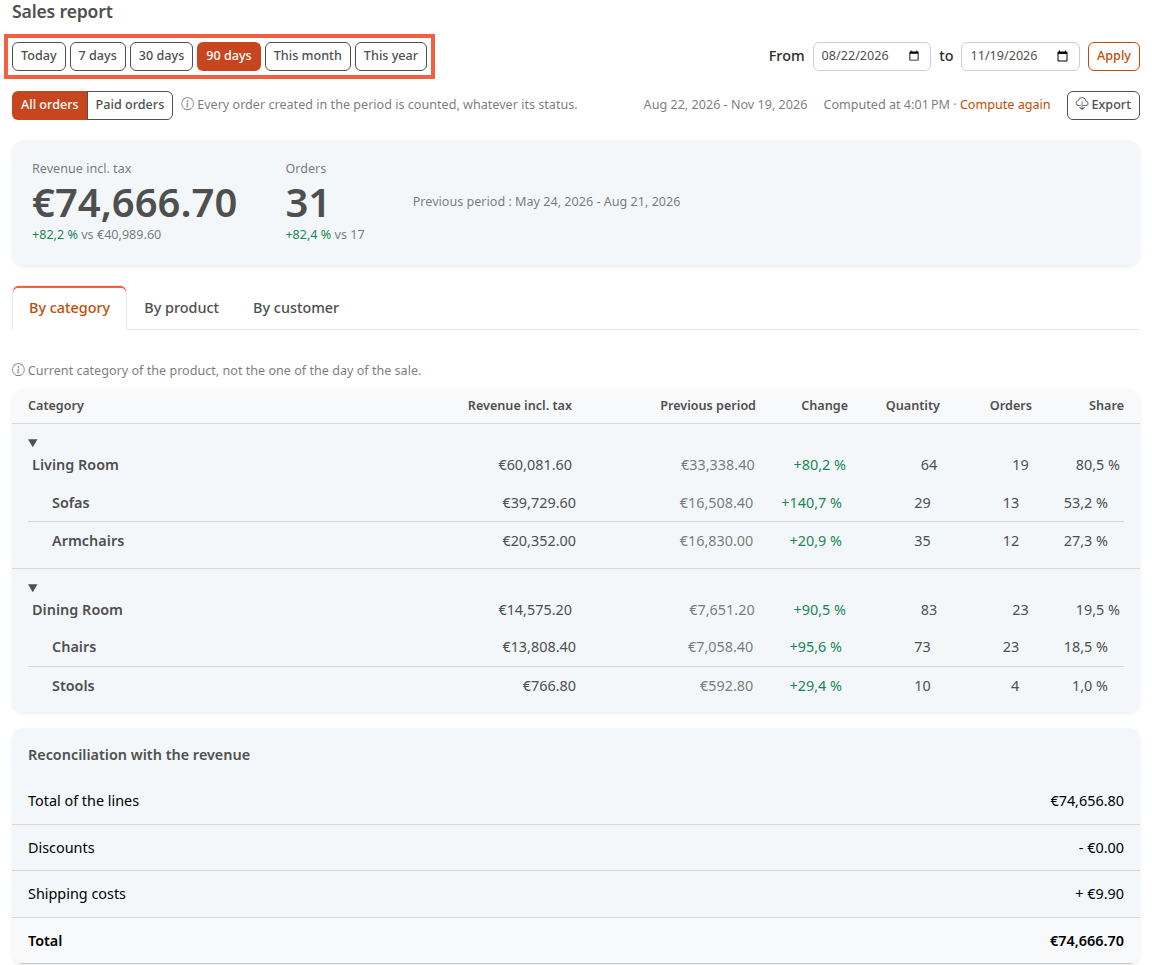 Sales report
Today 7 days 30 days 90 days This month This year From 08/22/2026 to 11/19/2026 Apply
All orders Paid orders Every order created in the period is counted, whatever its status. Aug 22, 2026 - Nov 19, 2026 Computed at 4:01 PM · Compute again Export
Revenue incl. tax Orders
€74,666.70 31 Previous period : May 24, 2026 - Aug 21, 2026
+82,2 % vs €40,989.60 +82,4 % vs 17
By category By product By customer
Current category of the product, not the one of the day of the sale.
Category Revenue incl. tax Previous period Change Quantity Orders Share
Living Room €60,081.60 €33,338.40 +80,2 % 64 19 80,5 %
Sofas €39,729.60 €16,508.40 +140,7 % 29 13 53,2 %
Armchairs €20,352.00 €16,830.00 +20,9 % 35 12 27,3 %
Dining Room €14,575.20 €7,651.20 +90,5 % 83 23 19,5 %
Chairs €13,808.40 €7,058.40 +95,6 % 73 23 18,5 %
Stools €766.80 €592.80 +29,4 % 10 4 1,0 %
Reconciliation with the revenue
Total of the lines €74,656.80
Discounts - €0.00
Shipping costs + €9.90
Total €74,666.70